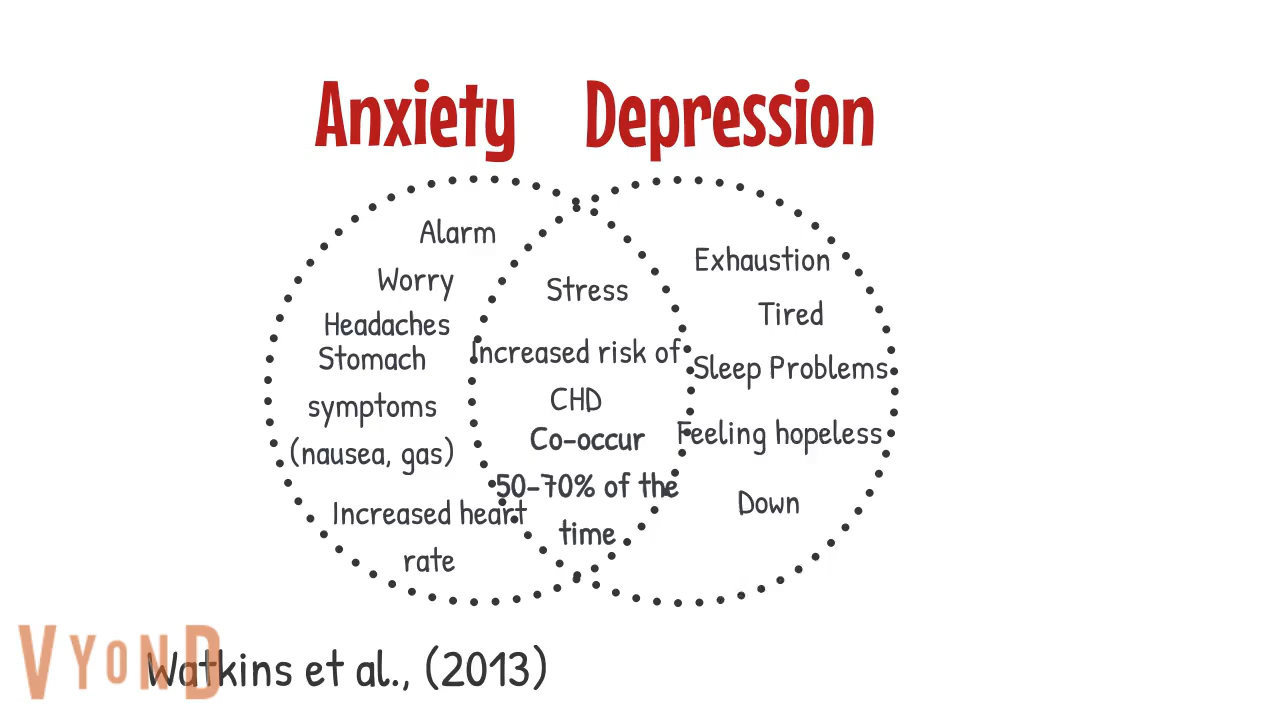 Anxiety Depression
Alarm
Worry
Headaches
Stomach
symptoms
(nausea, gas)
Increased heart
rate
Stress
Increased risk of
CHD
Co-occur
50-70% of the
time
Exhaustion
Tired
Sleep Problems
Feeling hopeless
Down
VYOND
Watkins et al., (2013)